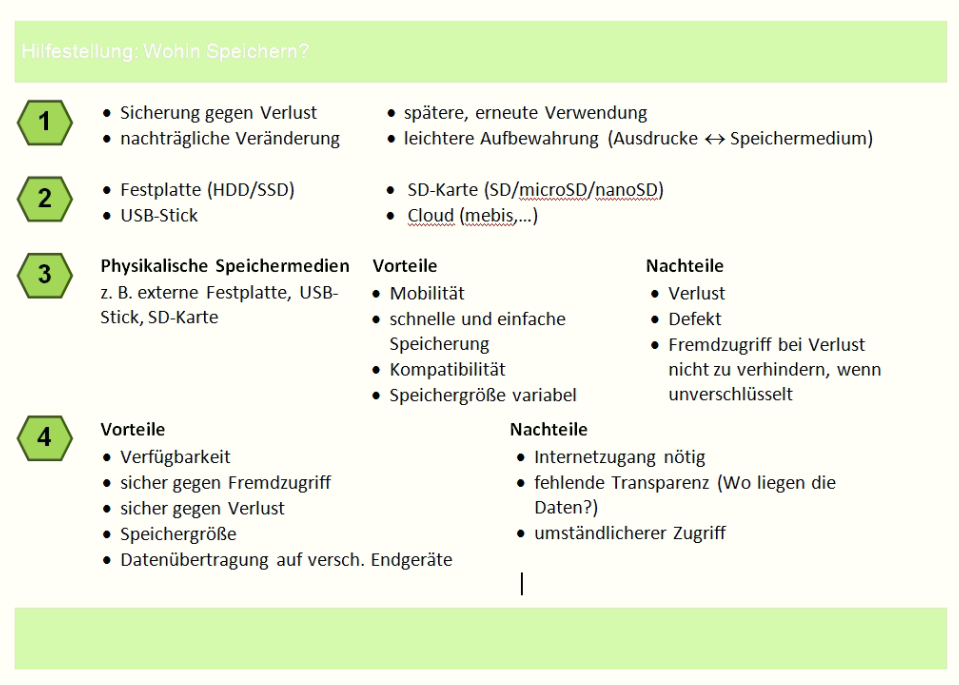 Hilfestellung: Wohin Speichern?
1
• Sicherung gegen Verlust
• nachträgliche Veränderung
• spätere, erneute Verwendung
• leichtere Aufbewahrung (Ausdrucke ↔ Speichermedium)
2
• Festplatte (HDD/SSD)
• USB-Stick
• SD-Karte (SD/microSD/nanoSD)
• Cloud (mebis,...)
3
Physikalische Speichermedien
z. B. externe Festplatte, USB-
Stick, SD-Karte
Vorteile
• Mobilität
• schnelle und einfache
Speicherung
• Kompatibilität
• Speichergröße variabel
Nachteile
• Verlust
• Defekt
• Fremdzugriff bei Verlust
nicht zu verhindern, wenn
unverschlüsselt
4
Vorteile
• Verfügbarkeit
• sicher gegen Fremdzugriff
• sicher gegen Verlust
• Speichergröße
• Datenübertragung auf versch. Endgeräte
Nachteile
• Internetzugang nötig
• fehlende Transparenz (Wo liegen die
Daten?)
• umständlicherer Zugriff